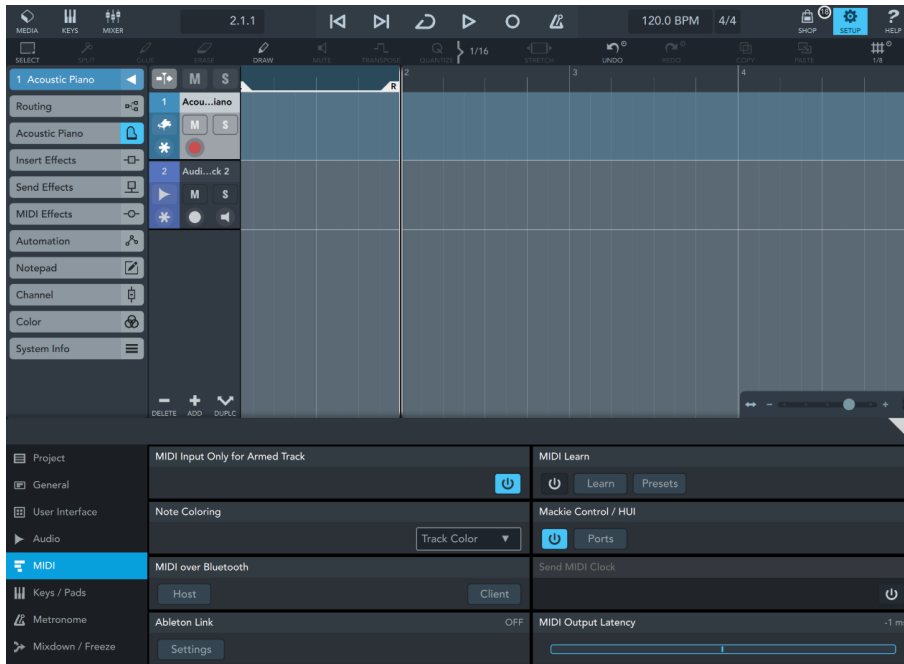 MEDIA
KEYS
MIXER
2.1.1
120.0 BPM
4/4
18
SHOP
SETUP
?
HELP
SELECT
SPLIT
GLUE
ERASE
DRAW
MUTE
TRANSPOSE
QUANTIZE
1/16
STRETCH
UNDO
REDO
COPY
PASTE
1/8
1 Acoustic Piano
Routing
Acoustic Piano
Insert Effects
Send Effects
MIDI Effects
Automation
Notepad
Channel
Color
System Info
M S
1 Acou...iano
M S
2 Audi...ck 2
M S
DELETE
ADD
DUPLC
R
2
3
4
Project
General
User Interface
Audio
MIDI
Keys / Pads
Metronome
Mixdown / Freeze
MIDI Input Only for Armed Track
Note Coloring
Track Color
MIDI over Bluetooth
Host
Client
Ableton Link
OFF
Settings
MIDI Learn
Learn
Presets
Mackie Control / HUI
Ports
Send MIDI Clock
MIDI Output Latency
-1 ms